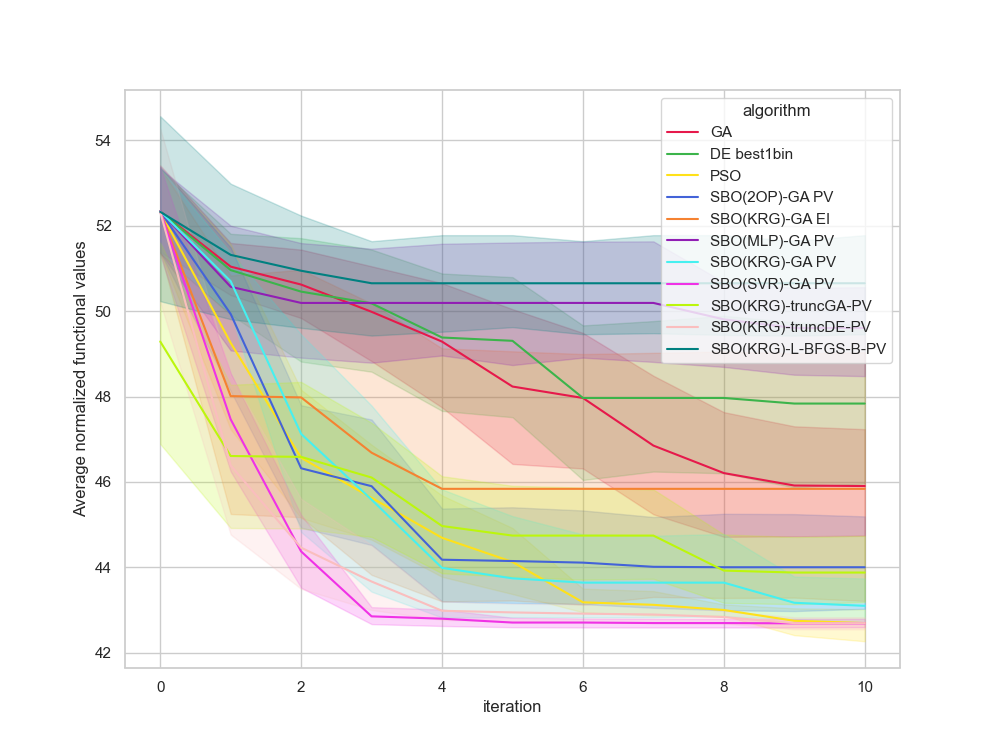 algorithm
GA
DE best1bin
PSO
SBO(2OP)-GA PV
SBO(KRG)-GA EI
SBO(MLP)-GA PV
SBO(KRG)-GA PV
SBO(SVR)-GA PV
SBO(KRG)-truncGA-PV
SBO(KRG)-truncDE-PV
SBO(KRG)-L-BFGS-B-PV
Average normalized functional values
54
52
50
48
46
44
42
0 2 4 6 8 10
iteration